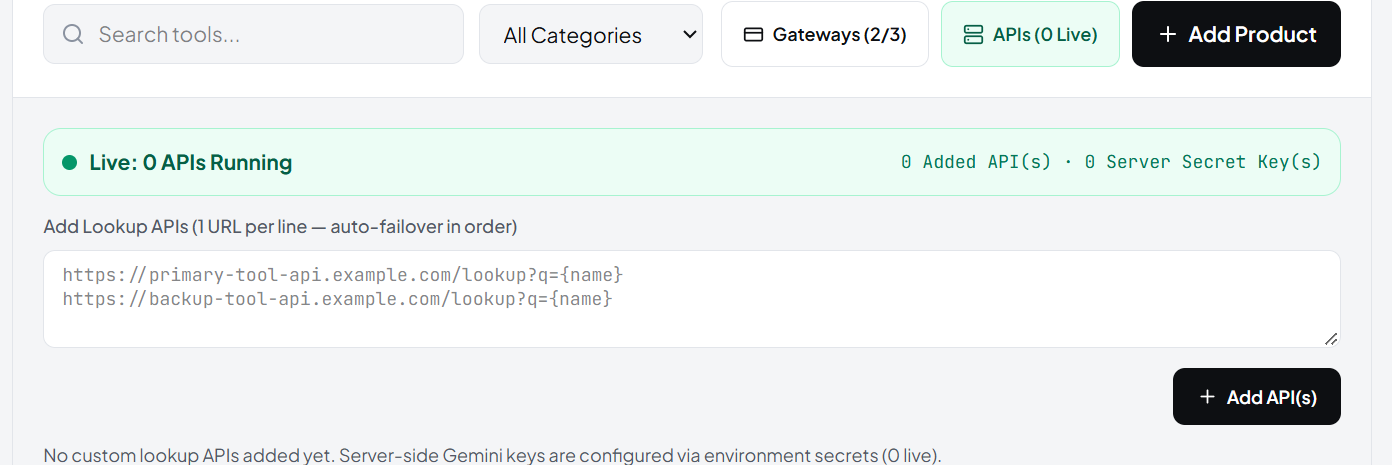 Search tools...
All Categories
Gateways (2/3)
APIs (0 Live)
+ Add Product
Live: 0 APIs Running
0 Added API(s) · 0 Server Secret Key(s)
Add Lookup APIs (1 URL per line — auto-failover in order)
https://primary-tool-api.example.com/lookup?q={name}
https://backup-tool-api.example.com/lookup?q={name}
+ Add API(s)
No custom lookup APIs added yet. Server-side Gemini keys are configured via environment secrets (0 live).